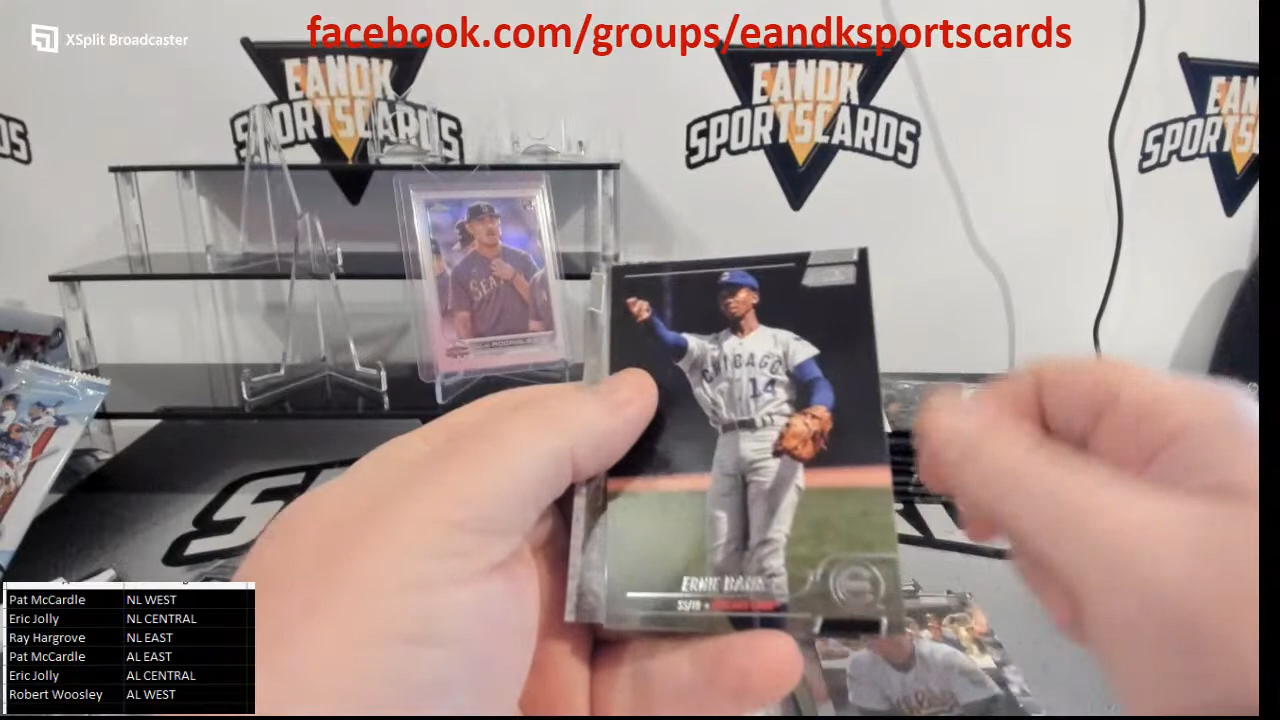 XSplit Broadcaster
facebook.com/groups/eandksportscards
EANDK
SPORTSCARDS
EANDK
SPORTSCARDS
SEA
CHICAGO
14
ERNIE BANKS
Pat McCardle NL WEST
Eric Jolly NL CENTRAL
Ray Hargrove NL EAST
Pat McCardle AL EAST
Eric Jolly AL CENTRAL
Robert Woosley AL WEST